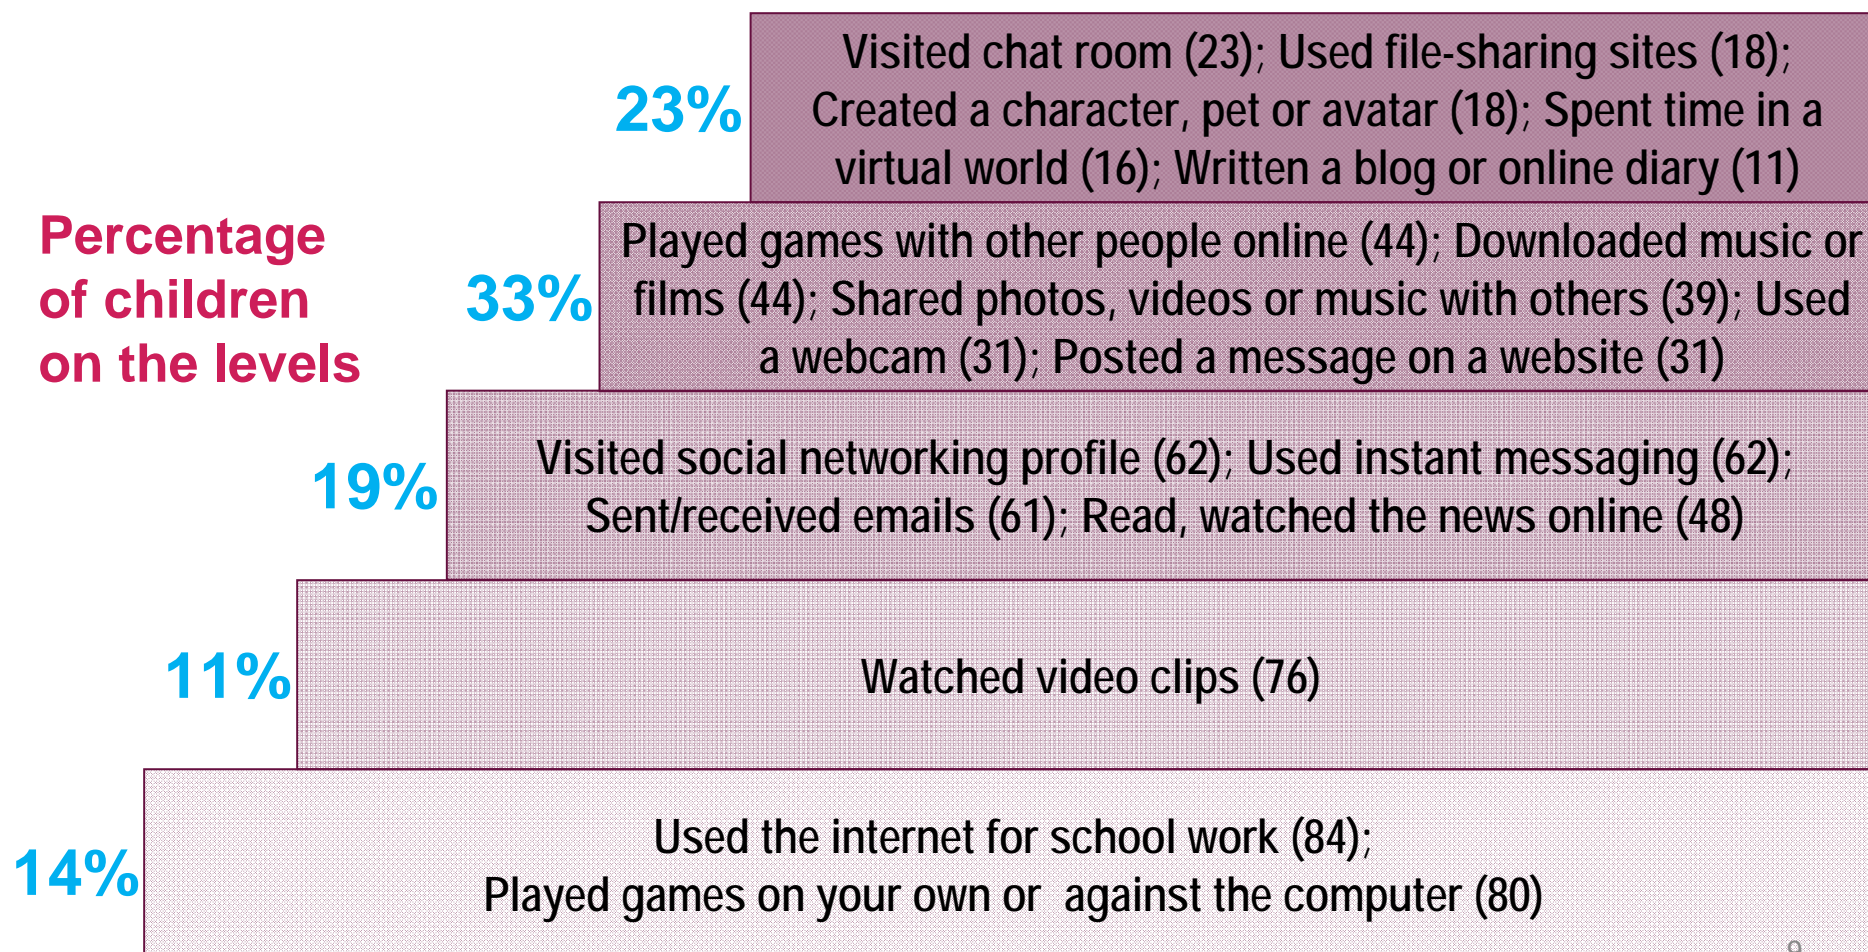 Visited chat room (23); Used file-sharing sites (18);
Created a character, pet or avatar (18); Spent time in a
virtual world (16); Written a blog or online diary (11)
23%
Percentage
of children
on the levels
Played games with other people online (44); Downloaded music or
films (44); Shared photos, videos or music with others (39); Used
a webcam (31); Posted a message on a website (31)
33%
Visited social networking profile (62); Used instant messaging (62);
Sent/received emails (61); Read, watched the news online (48)
19%
Watched video clips (76)
11%
Used the internet for school work (84);
Played games on your own or against the computer (80)
14%